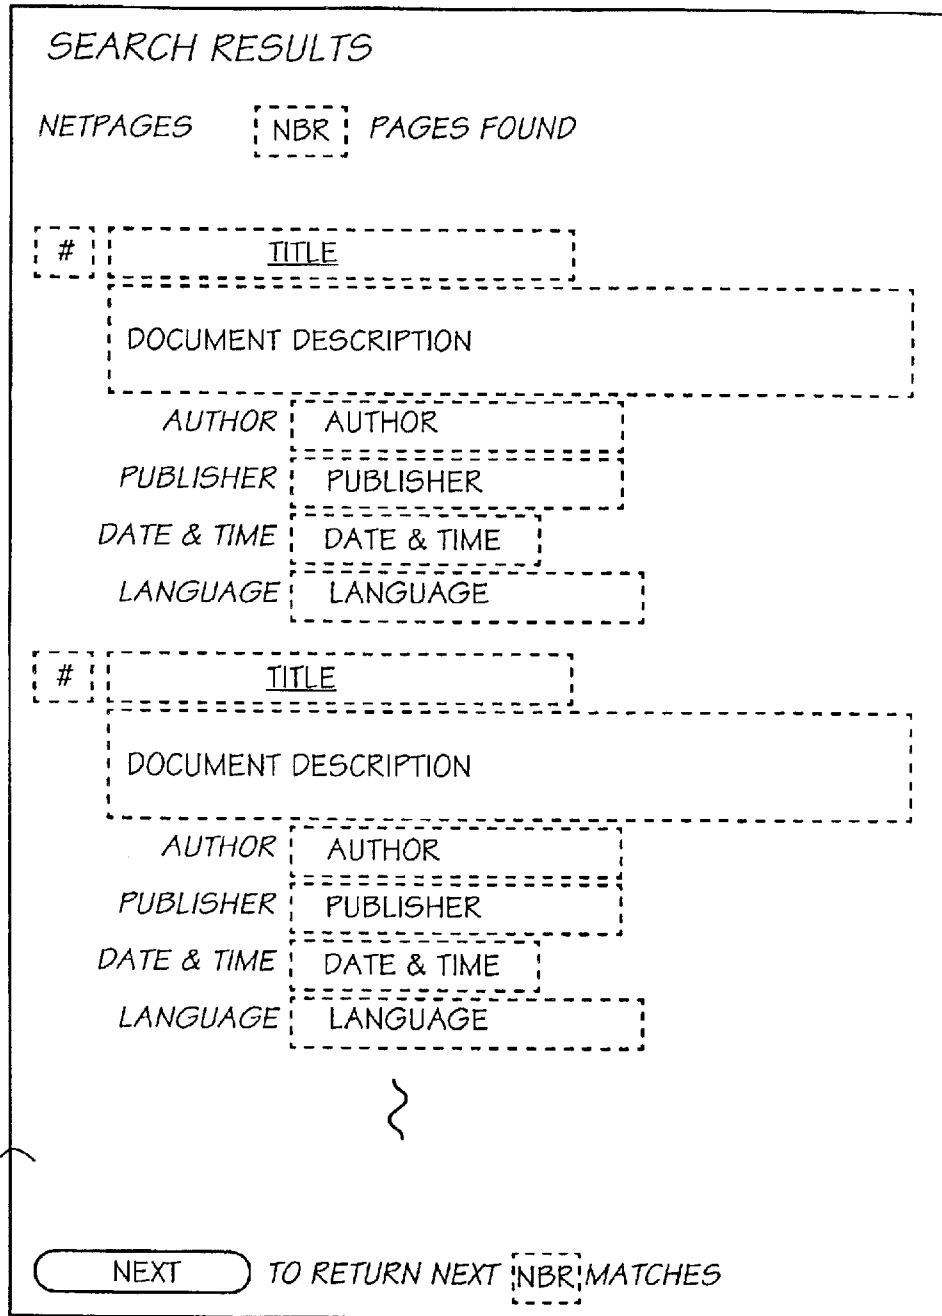 SEARCH RESULTS
NETPAGES NBR PAGES FOUND
# TITLE
DOCUMENT DESCRIPTION
AUTHOR AUTHOR
PUBLISHER PUBLISHER
DATE & TIME DATE & TIME
LANGUAGE LANGUAGE
# TITLE
DOCUMENT DESCRIPTION
AUTHOR AUTHOR
PUBLISHER PUBLISHER
DATE & TIME DATE & TIME
LANGUAGE LANGUAGE
NEXT TO RETURN NEXT NBR MATCHES